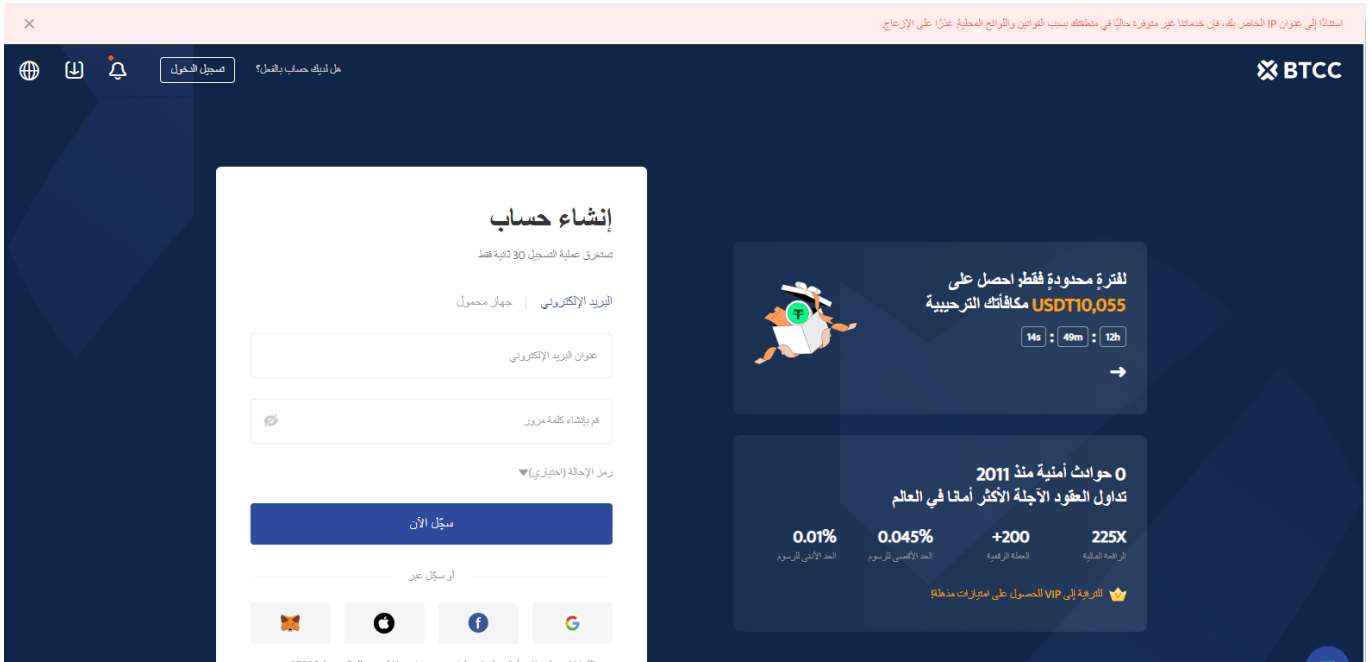 استنادًا إلى عنوان IP الخاص بك، فإن خدماتنا غير متوفرة حاليًا في منطقتك بسبب القوانين واللوائح المحلية. عذرًا على الإزعاج.
BTCC
هل لديك حساب بالفعل؟
تسجيل الدخول
لفترةٍ محدودةٍ فقط، احصل على
USDT10,055 مكافأتك الترحيبية
12h : 49m : 14s
0 حوادث أمنية منذ 2011
تداول العقود الآجلة الأكثر أمانا في العالم
225X
+200
0.045%
0.01%
الرافعة المالية
العملة الرقمية
الحد الأقصى للرسوم
الحد الأدنى للرسوم
للترقية إلى VIP للحصول على امتيازات مذهلة!
إنشاء حساب
تستغرق عملية التسجيل 30 ثانية فقط
البريد الإلكتروني | جهاز محمول
عنوان البريد الإلكتروني
قم بإنشاء كلمة مرور
رمز الإحالة (اختياري)
سجّل الآن
أو سجّل عبر